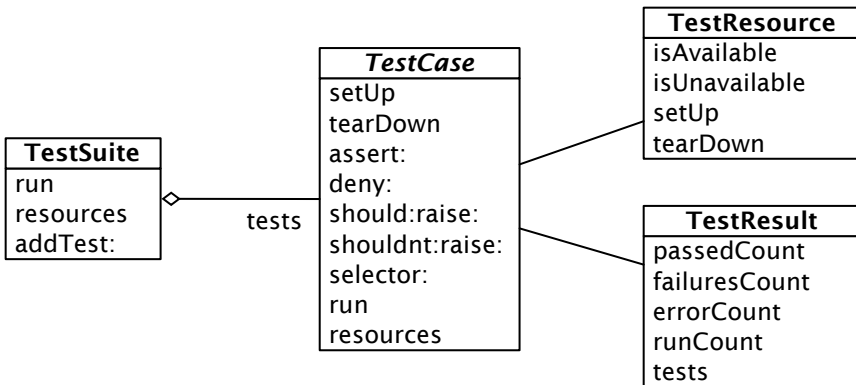 TestSuite
run
resources
addTest:
tests
TestCase
setUp
tearDown
assert:
deny:
should:raise:
shouldnt:raise:
selector:
run
resources
TestResource
isAvailable
isUnavailable
setUp
tearDown
TestResult
passedCount
failuresCount
errorCount
runCount
tests